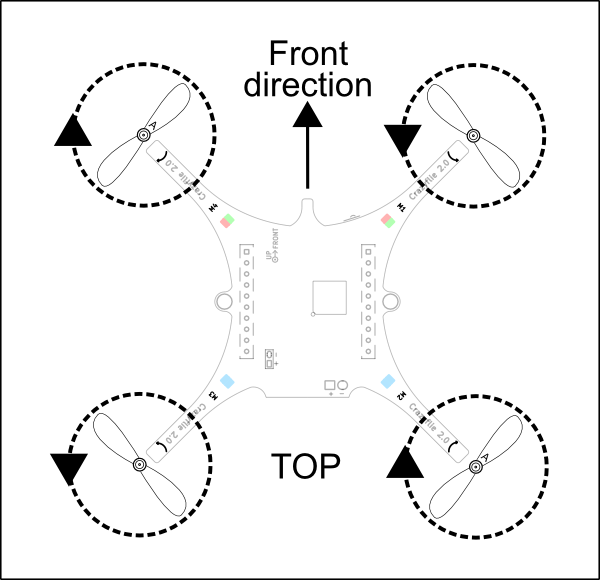 Front
direction
A
Crazyflie 2.0
Crazyflie 2.0
M4
M1
UP
FRONT
- +
M3
M2
+ -
Crazyflie 2.0
Crazyflie 2.0
TOP
A